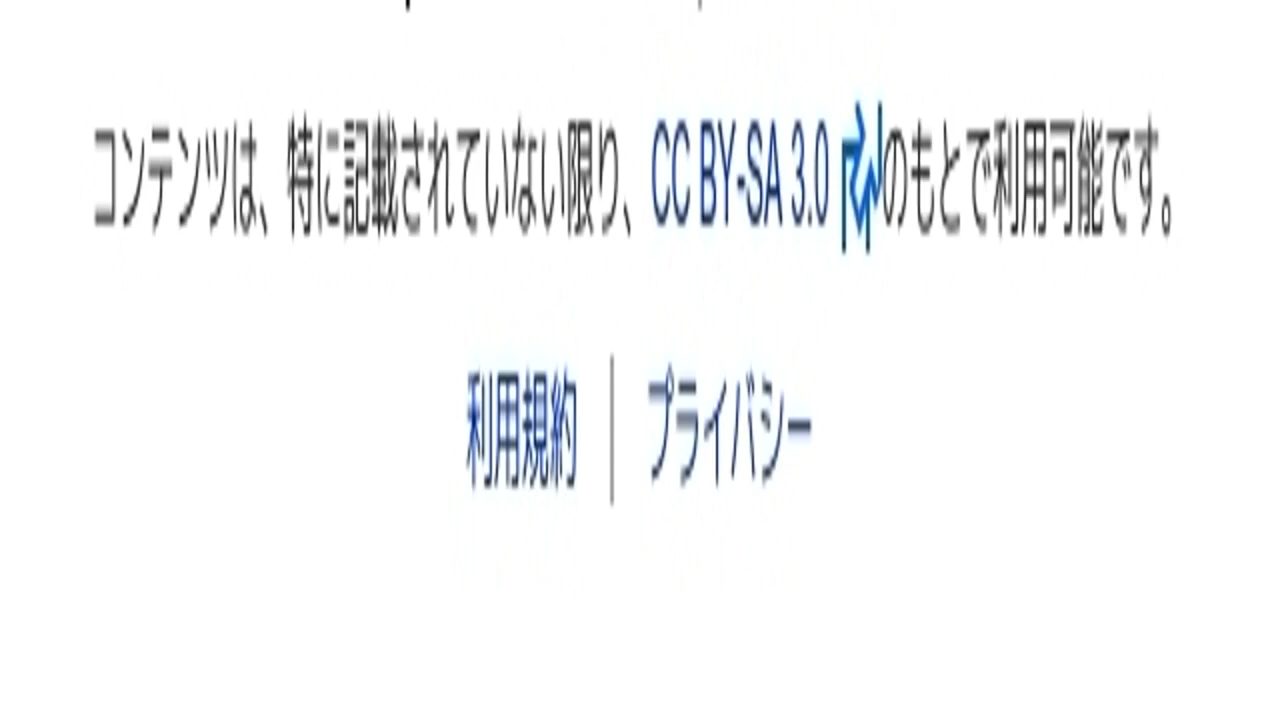 コンテンツは、特に記載されていない限り、CC BY-SA 3.0 のもとで利用可能です。
利用規約 | プライバシー